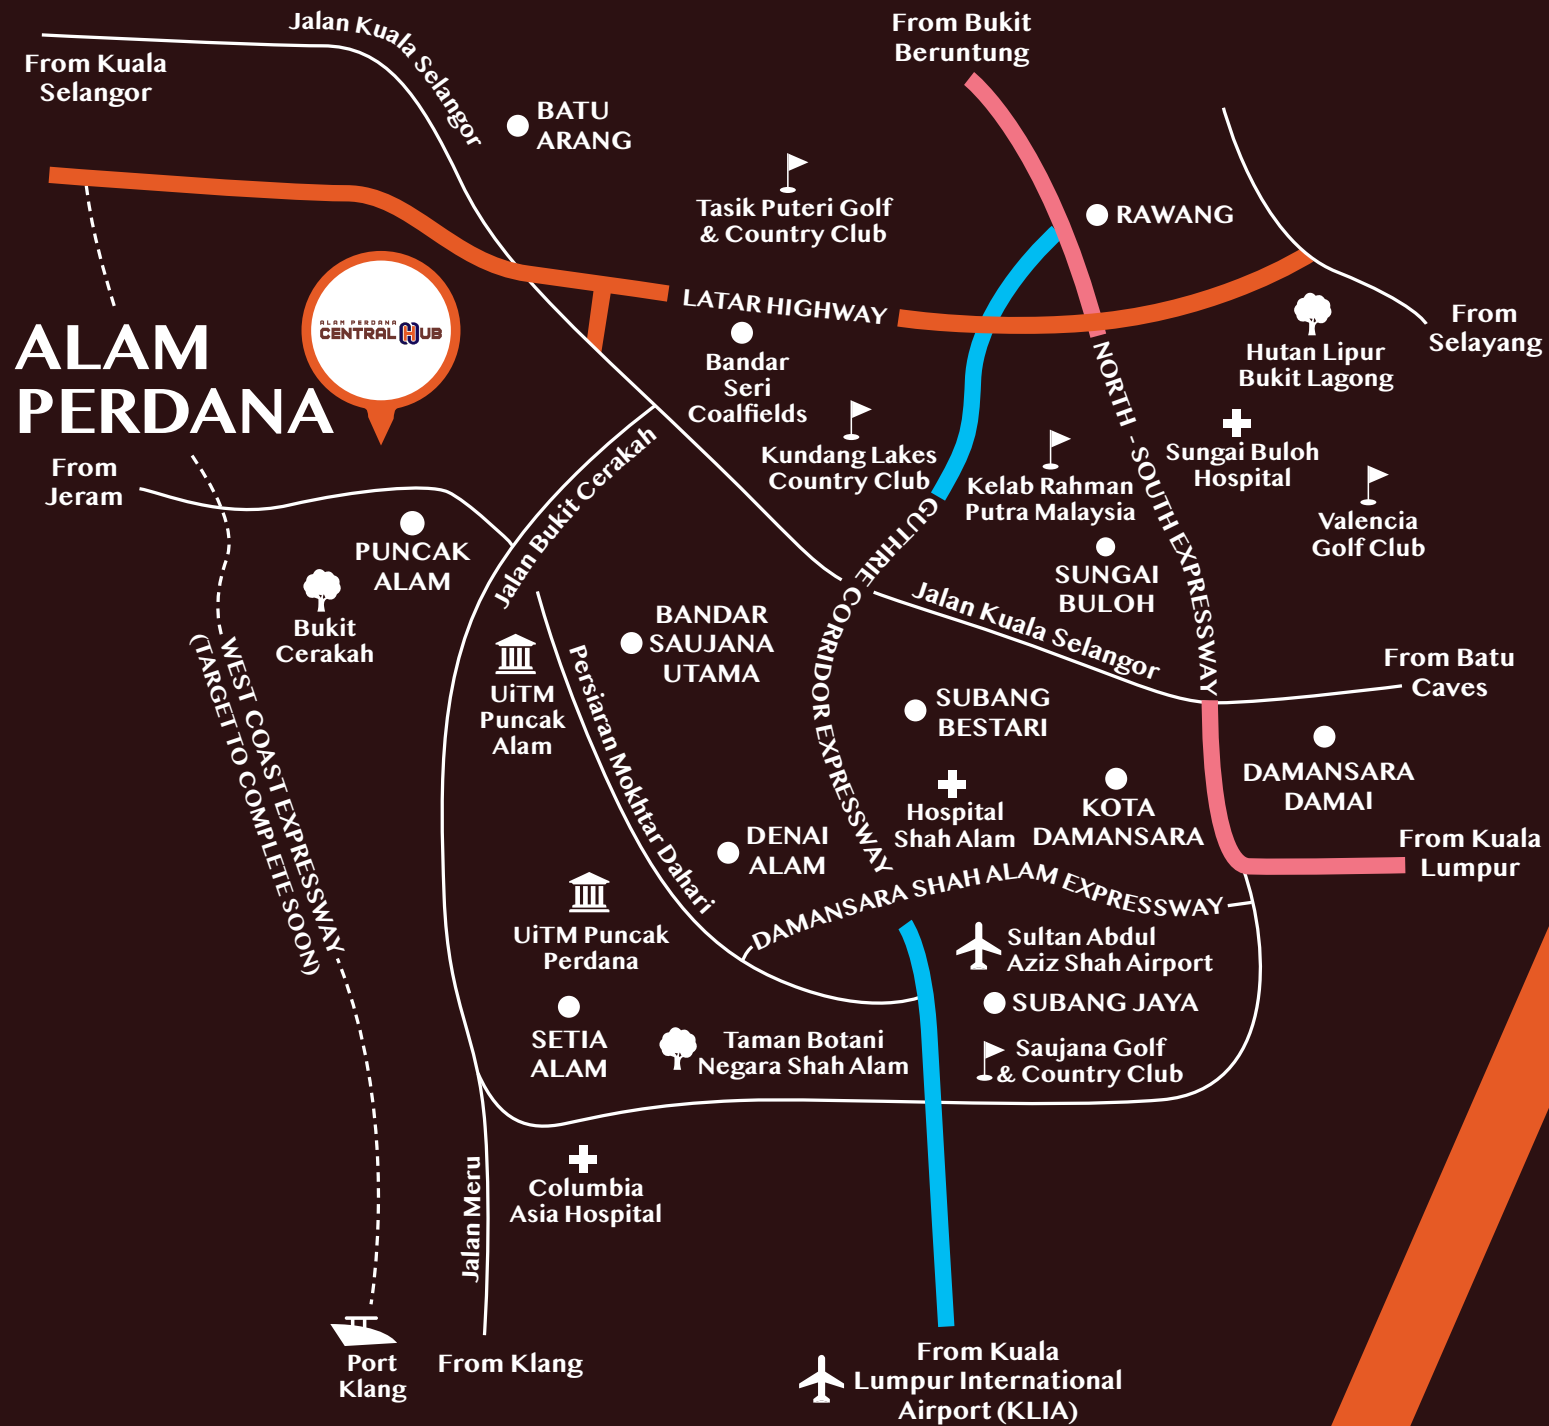 Jalan Kuala Selangor
From Kuala
Selangor
From Bukit
Beruntung
BATU
ARANG
Tasik Puteri Golf
& Country Club
RAWANG
LATAR HIGHWAY
ALAM PERDANA
CENTRAL HUB
ALAM
PERDANA
From
Selayang
Hutan Lipur
Bukit Lagong
Bandar
Seri
Coalfields
NORTH - SOUTH EXPRESSWAY
Sungai Buloh
Hospital
Kundang Lakes
Country Club
Kelab Rahman
Putra Malaysia
Valencia
Golf Club
From
Jeram
Jalan Bukit Cerakah
GUTHRIE CORRIDOR EXPRESSWAY
PUNCAK
ALAM
SUNGAI
BULOH
Jalan Kuala Selangor
Bukit
Cerakah
BANDAR
SAUJANA
UTAMA
From Batu
Caves
WEST COAST EXPRESSWAY
(TARGET TO COMPLETE SOON)
UiTM
Puncak
Alam
Persiaran Mokhtar Dahari
SUBANG
BESTARI
DAMANSARA
DAMAI
Hospital
Shah Alam
KOTA
DAMANSARA
DENAI
ALAM
From Kuala
Lumpur
DAMANSARA SHAH ALAM EXPRESSWAY
UiTM Puncak
Perdana
Sultan Abdul
Aziz Shah Airport
SUBANG JAYA
SETIA
ALAM
Taman Botani
Negara Shah Alam
Saujana Golf
& Country Club
Jalan Meru
Columbia
Asia Hospital
Port
Klang
From Klang
From Kuala
Lumpur International
Airport (KLIA)